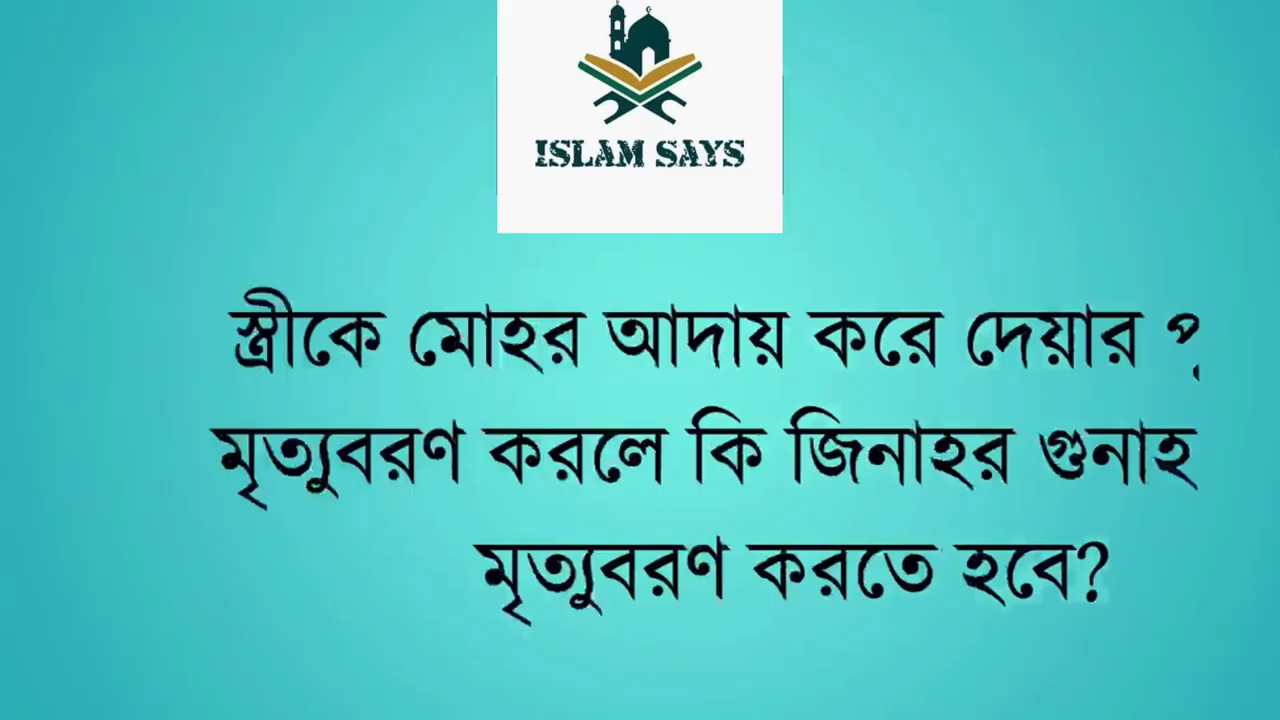 ISLAM SAYS
স্ত্রীকে মোহর আদায় করে দেয়ার
মৃত্যুবরণ করলে কি জিনাহর গুনাহ
মৃত্যুবরণ করতে হবে?